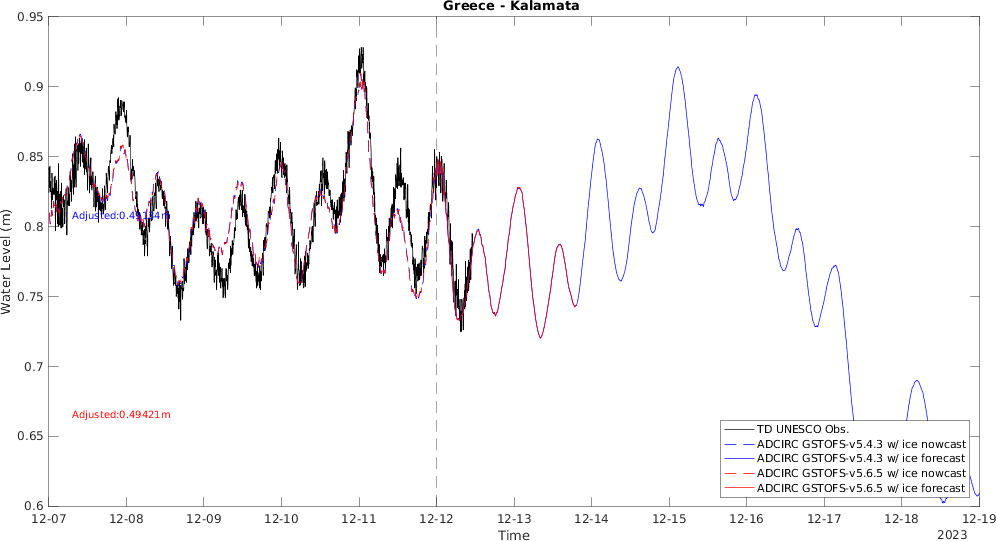 Greece - Kalamata
0.95
0.9
0.85
0.8
0.75
0.7
0.65
0.6
Water Level (m)
Adjusted:0.49134m
Adjusted:0.49421m
TD UNESCO Obs.
ADCIRC GSTOFS-v5.4.3 w/ ice nowcast
ADCIRC GSTOFS-v5.4.3 w/ ice forecast
ADCIRC GSTOFS-v5.6.5 w/ ice nowcast
ADCIRC GSTOFS-v5.6.5 w/ ice forecast
12-07 12-08 12-09 12-10 12-11 12-12 12-13 12-14 12-15 12-16 12-17 12-18 12-19
Time
2023